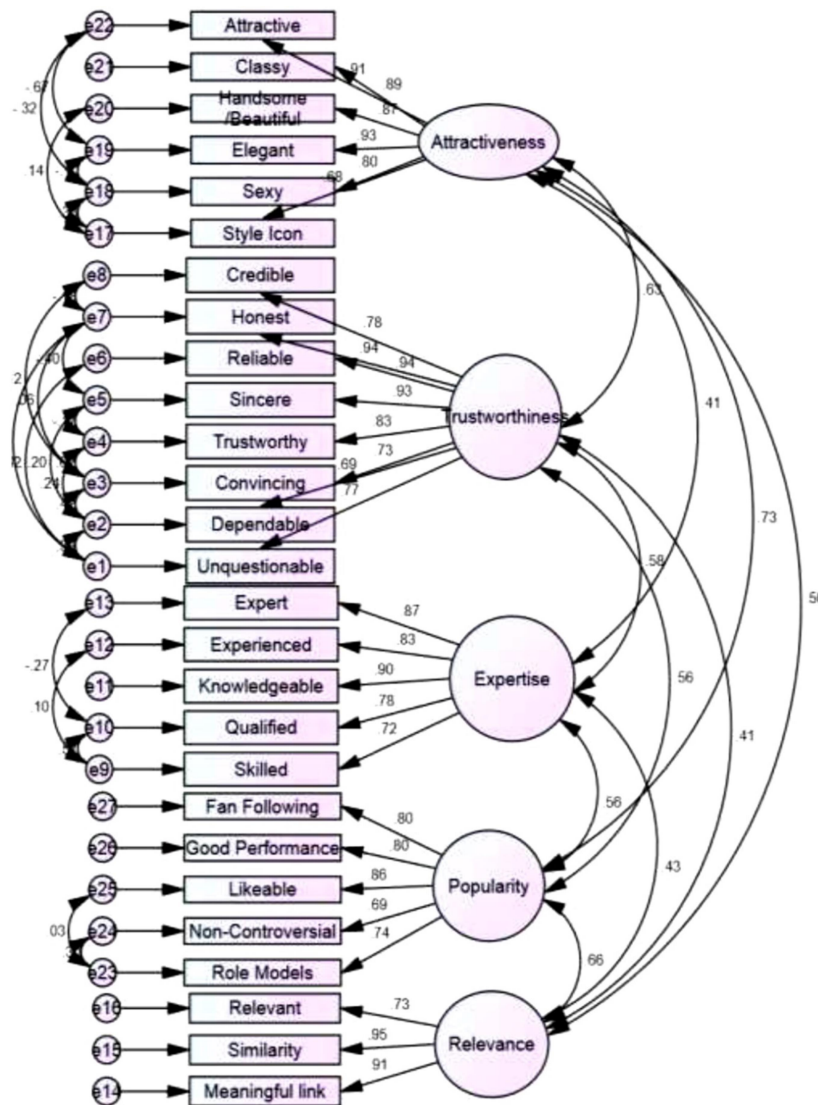 e22 Attractive
.91
e21 Classy
.89
-.67
e20 Handsome
/Beautiful
.87
-.32
Attractiveness
e19 Elegant
.93
.80
.14
e18 Sexy
.68
e17 Style Icon
e8 Credible
.63
e7 Honest
.78
-.40
e6 Reliable
.94
.94
e5 Sincere
.93
41
Trustworthiness
e4 Trustworthy
.83
.73
.20
.69
e3 Convincing
.24
.77
e2 Dependable
.73
.58
e1 Unquestionable
e13 Expert
.87
e12 Experienced
.83
-.27
e11 Knowledgeable
.90
Expertise
56
.10
e10 Qualified
.78
.72
41
e9 Skilled
e27 Fan Following
.80
.56
e26 Good Performance
.80
43
e25 Likeable
.86
Popularity
03
e24 Non-Controversial
69
.74
e23 Role Models
66
e16 Relevant
.73
e15 Similarity
.95
Relevance
e14 Meaningful link
.91